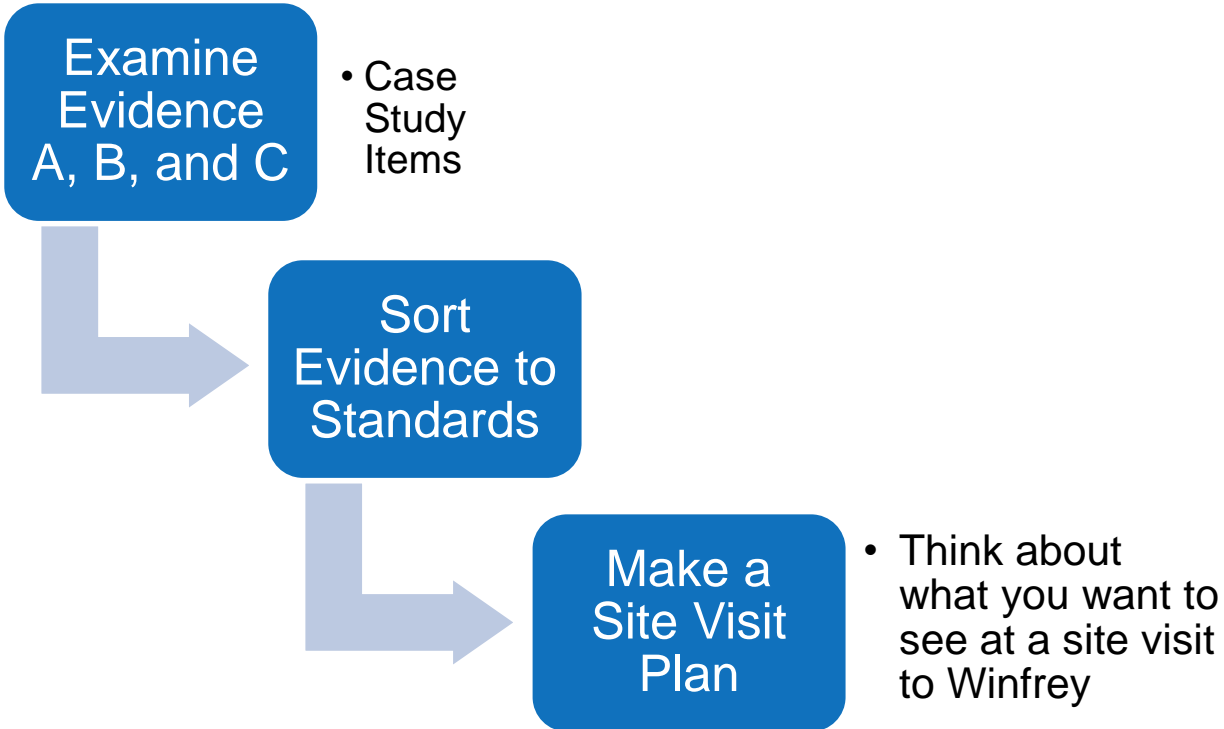 Examine
Evidence
A, B, and C
• Case
Study
Items
Sort
Evidence to
Standards
Make a
Site Visit
Plan
• Think about
what you want to
see at a site visit
to Winfrey